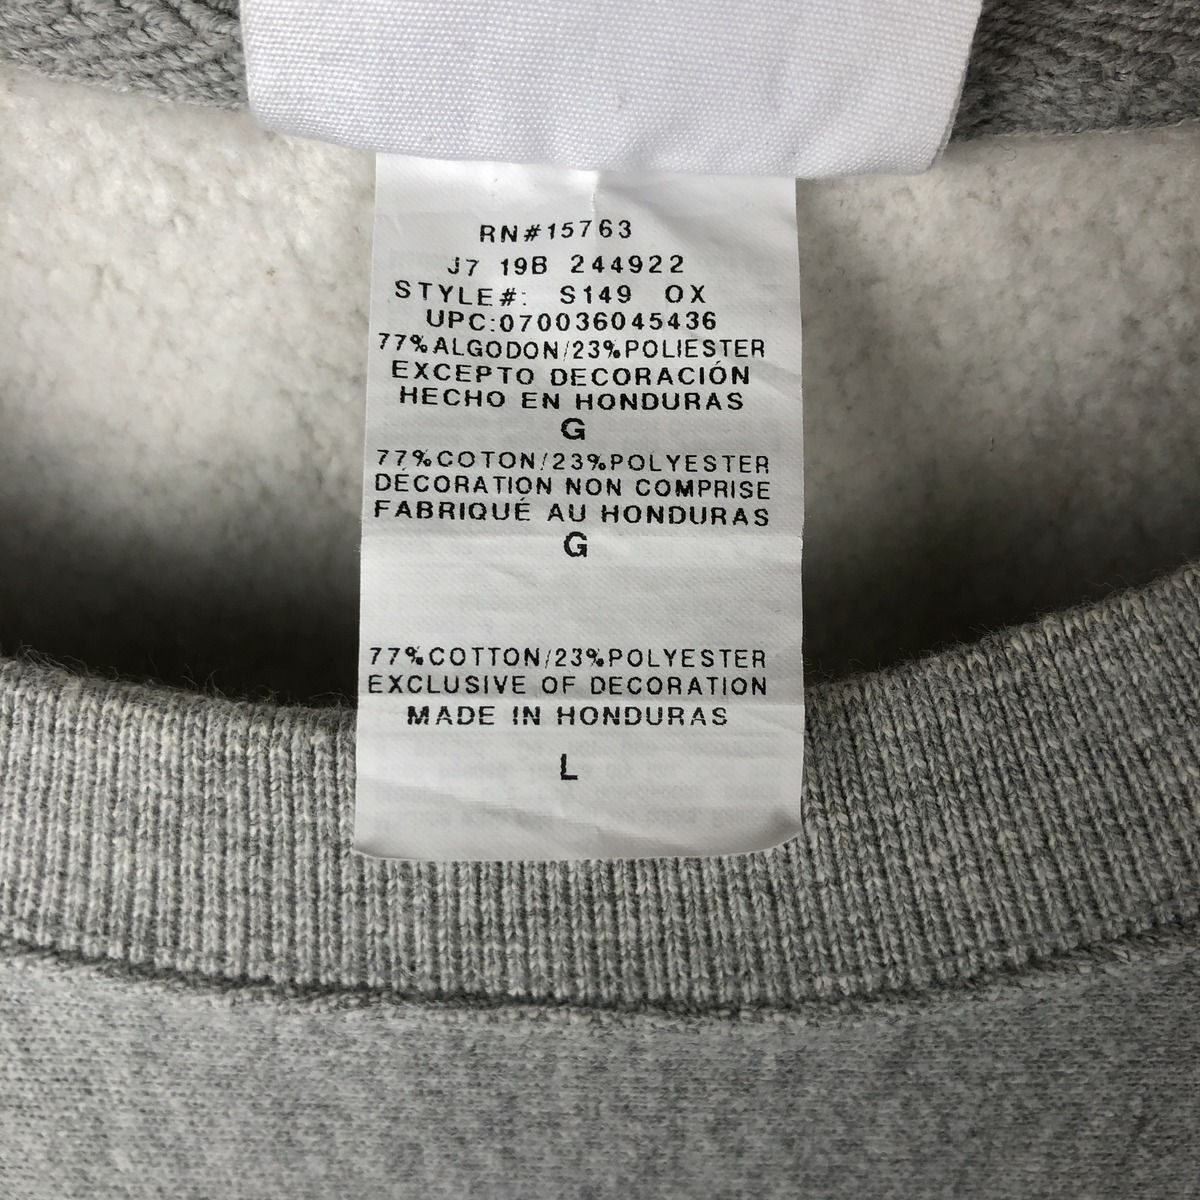 RN#15763
J7 19B 244922
STYLE#: S149 OX
UPC:070036045436
77%ALGODON/23%POLIESTER
EXCEPTO DECORACIÓN
HECHO EN HONDURAS
G
77%COTON/23%POLYESTER
DÉCORATION NON COMPRISE
FABRIQUÉ AU HONDURAS
G
77%COTTON/23%POLYESTER
EXCLUSIVE OF DECORATION
MADE IN HONDURAS
L